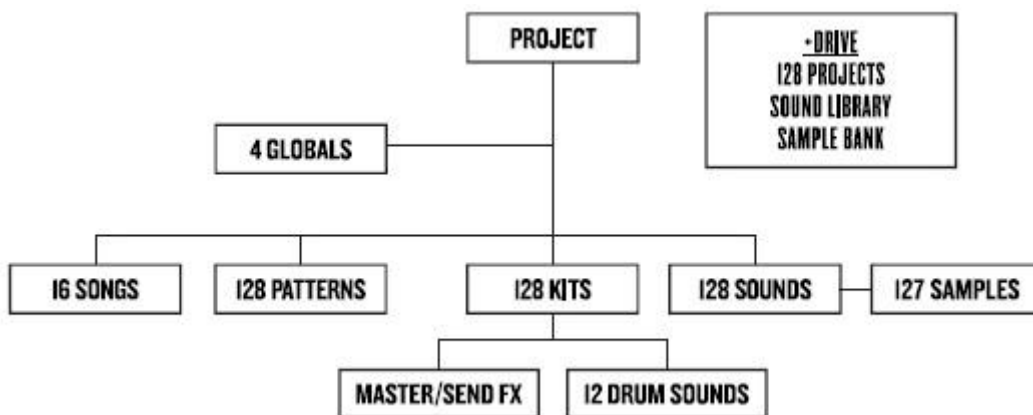 PROJECT
+DRIVE
128 PROJECTS
SOUND LIBRARY
SAMPLE BANK
4 GLOBALS
16 SONGS
128 PATTERNS
128 KITS
128 SOUNDS
127 SAMPLES
MASTER/SEND FX
12 DRUM SOUNDS